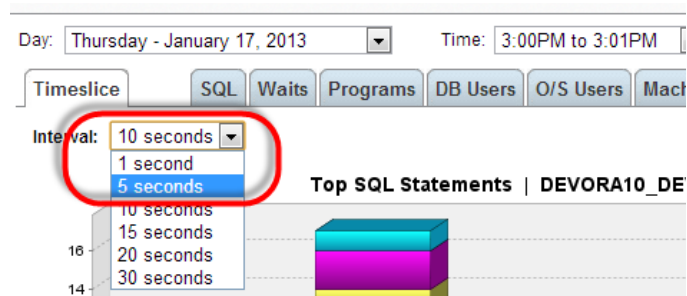 Day: Thursday - January 17, 2013 Time: 3:00PM to 3:01PM
Timeslice SQL Waits Programs DB Users O/S Users Mach
Interval: 10 seconds
1 second
5 seconds
Top SQL Statements | DEVORA10_DE
10 seconds
15 seconds
16
20 seconds
30 seconds
14